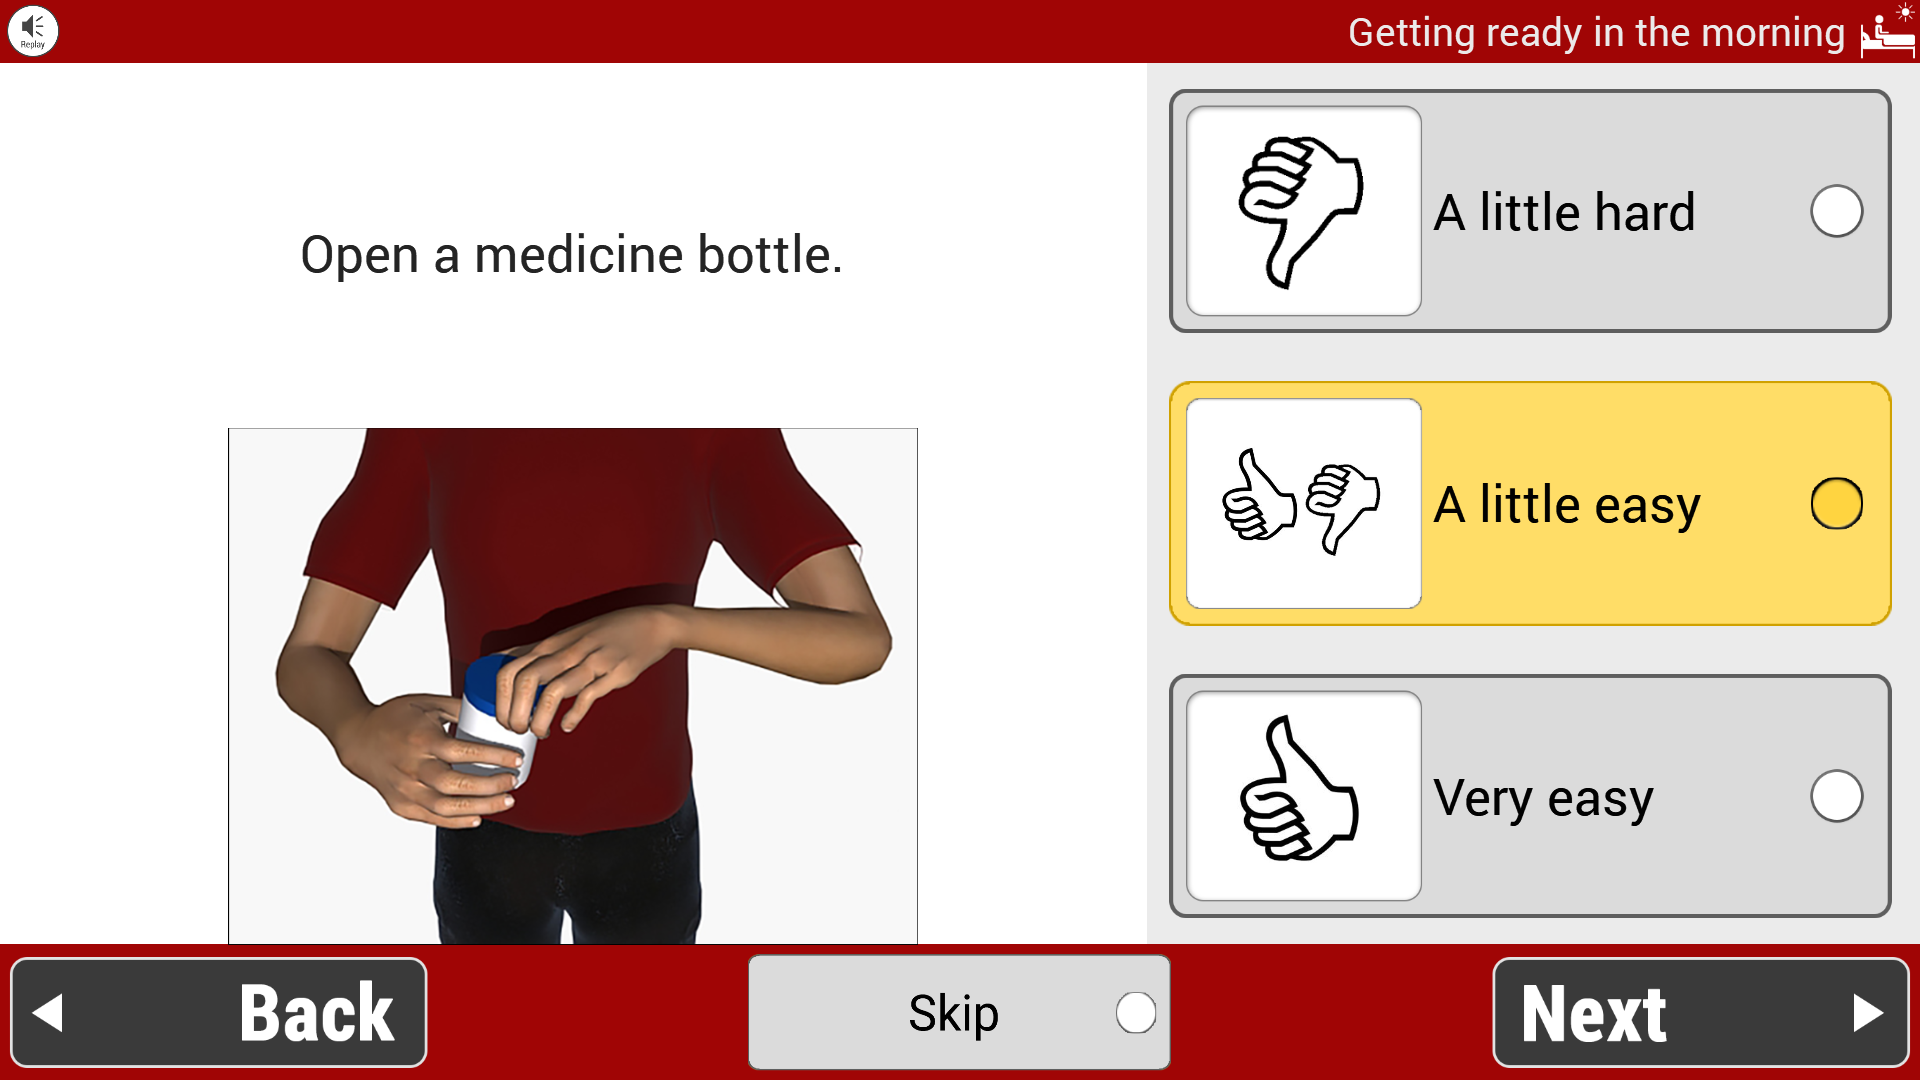 Replay
Getting ready in the morning
Open a medicine bottle.
A little hard
A little easy
Very easy
Back
Skip
Next